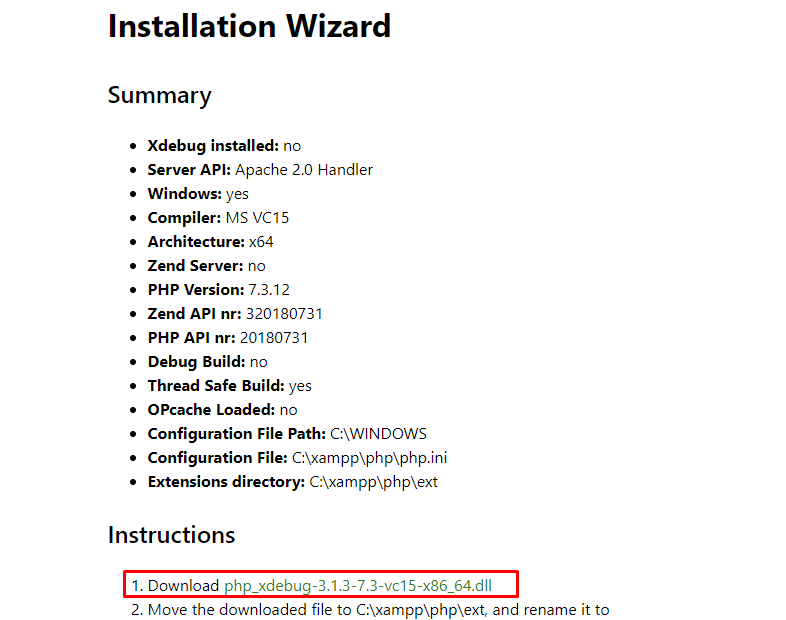 Installation Wizard
Summary
Xdebug installed: no
Server API: Apache 2.0 Handler
Windows: yes
Compiler: MS VC15
Architecture: x64
Zend Server: no
PHP Version: 7.3.12
Zend API nr: 320180731
PHP API nr: 20180731
Debug Build: no
Thread Safe Build: yes
OPcache Loaded: no
Configuration File Path: C:\WINDOWS
Configuration File: C:\xampp\php\php.ini
Extensions directory: C:\xampp\php\ext
Instructions
1. Download php_xdebug-3.1.3-7.3-vc15-x86_64.dll
2. Move the downloaded file to C:\xampp\php\ext, and rename it to